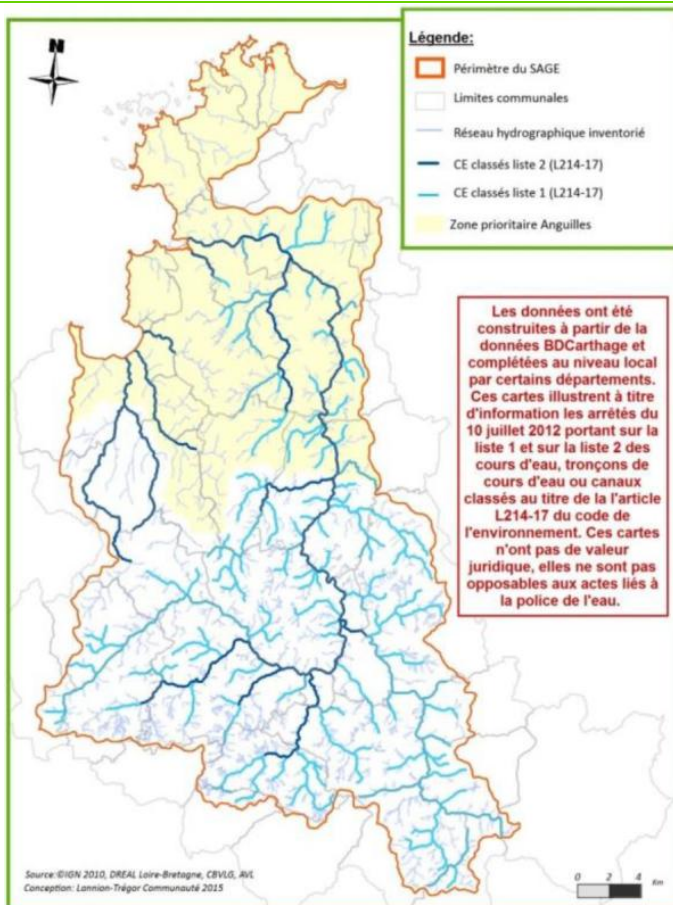 N
Légende:
Périmètre du SAGE
Limites communales
Réseau hydrographique inventorié
CE classés liste 2 (L214-17)
CE classés liste 1 (L214-17)
Zone prioritaire Anguilles
Les données ont été
construites à partir de la
données BDCarthage et
complétées au niveau local
par certains départements.
Ces cartes illustrent à titre
d'information les arrêtés du
10 juillet 2012 portant sur la
liste 1 et sur la liste 2 des
cours d'eau, tronçons de
cours d'eau ou canaux
classés au titre de la l'article
L214-17 du code de
l'environnement. Ces cartes
n'ont pas de valeur
juridique, elles ne sont pas
opposables aux actes liés à
la police de l'eau.
Source:©IGN 2010, DREAL Loire-Bretagne, CBVLG, AVL
Conception: Lannion-Trégor Communauté 2015
0 2 4 Km